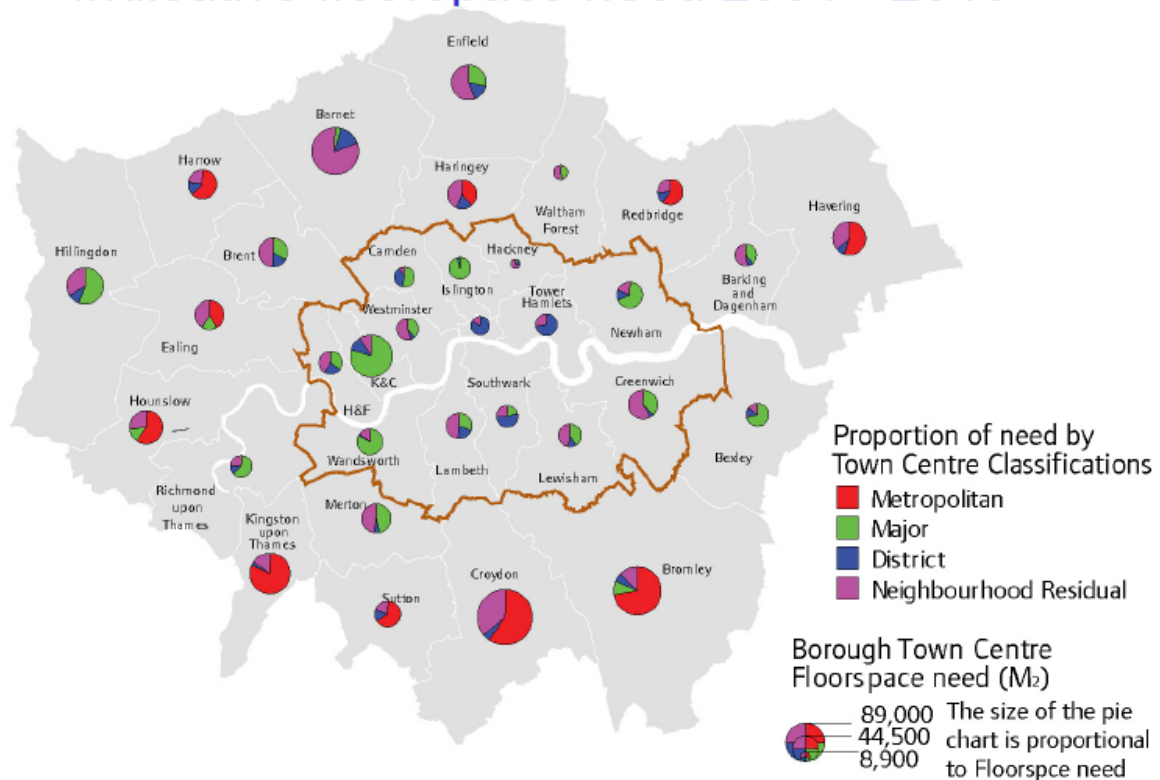 Enfield
Barnet
Harrow
Haringey
Waltham
Forest
Redbridge
Havering
Hillingdon
Brent
Camden
Hackney
Islington
Tower
Hamlets
Barking
and
Dagenham
Westminster
Newham
Ealing
K&C
Southwark
Greenwich
Hounslow
H&F
Wandsworth
Lambeth
Lewisham
Bexley
Richmond
upon
Thames
Merton
Kingston
upon
Thames
Sutton
Croydon
Bromley
Proportion of need by
Town Centre Classifications
Metropolitan
Major
District
Neighbourhood Residual
Borough Town Centre
Floorspace need (M2)
89,000
44,500
8,900
The size of the pie
chart is proportional
to Floorspce need